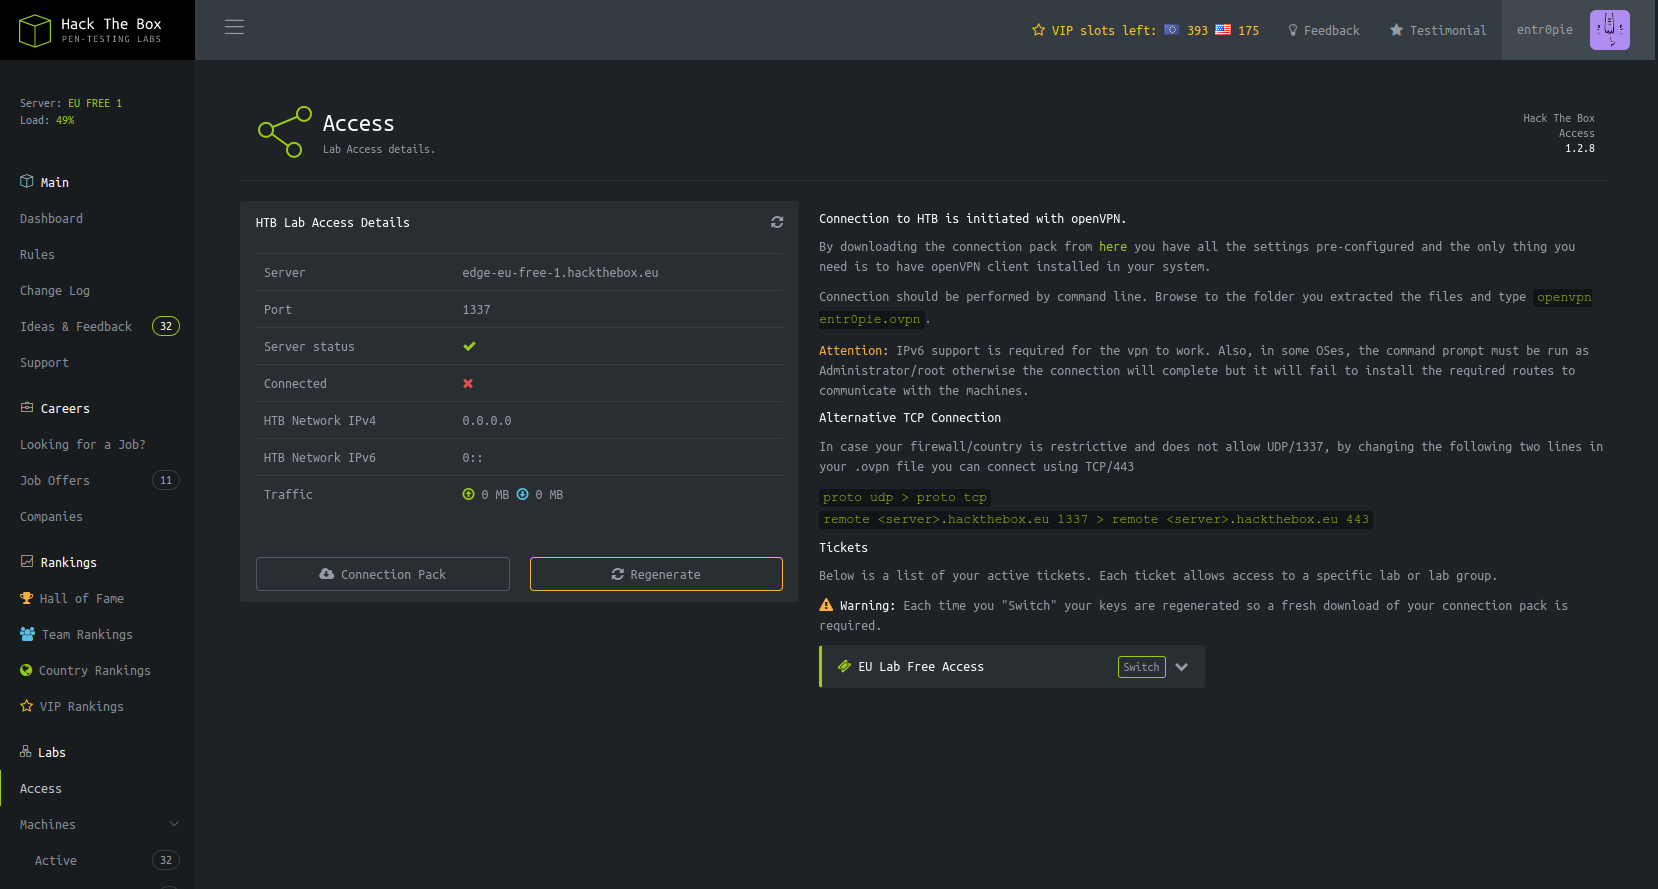 Hack The Box
PEN-TESTING LABS
VIP slots left: 393 175
Feedback
Testimonial
entr0pie
Server: EU FREE 1
Load: 49%
Main
Dashboard
Rules
Change Log
Ideas & Feedback 32
Support
Careers
Looking for a Job?
Job Offers 11
Companies
Rankings
Hall of Fame
Team Rankings
Country Rankings
VIP Rankings
Labs
Access
Machines
Active 32
Access
Lab Access details.
Hack The Box
Access
1.2.8
HTB Lab Access Details
Server edge-eu-free-1.hackthebox.eu
Port 1337
Server status
Connected
HTB Network IPv4 0.0.0.0
HTB Network IPv6 0::
Traffic 0 MB 0 MB
Connection Pack
Regenerate
Connection to HTB is initiated with openVPN.
By downloading the connection pack from here you have all the settings pre-configured and the only thing you
need is to have openVPN client installed in your system.
Connection should be performed by command line. Browse to the folder you extracted the files and type openvpn
entr0pie.ovpn.
Attention: IPv6 support is required for the vpn to work. Also, in some OSes, the command prompt must be run as
Administrator/root otherwise the connection will complete but it will fail to install the required routes to
communicate with the machines.
Alternative TCP Connection
In case your firewall/country is restrictive and does not allow UDP/1337, by changing the following two lines in
your .ovpn file you can connect using TCP/443
proto udp > proto tcp
remote <server>.hackthebox.eu 1337 > remote <server>.hackthebox.eu 443
Tickets
Below is a list of your active tickets. Each ticket allows access to a specific lab or lab group.
Warning: Each time you "Switch" your keys are regenerated so a fresh download of your connection pack is
required.
EU Lab Free Access
Switch